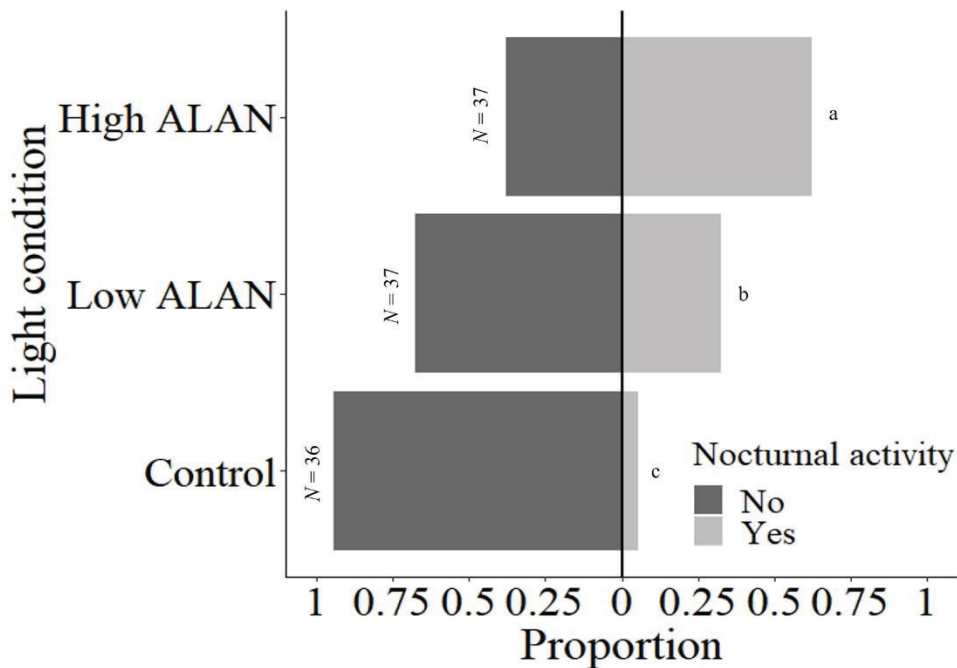 Light condition
High ALAN
N = 37
a
Low ALAN
N = 37
b
Control
N = 36
c
Nocturnal activity
No
Yes
1 0.75 0.5 0.25 0 0.25 0.5 0.75 1
Proportion